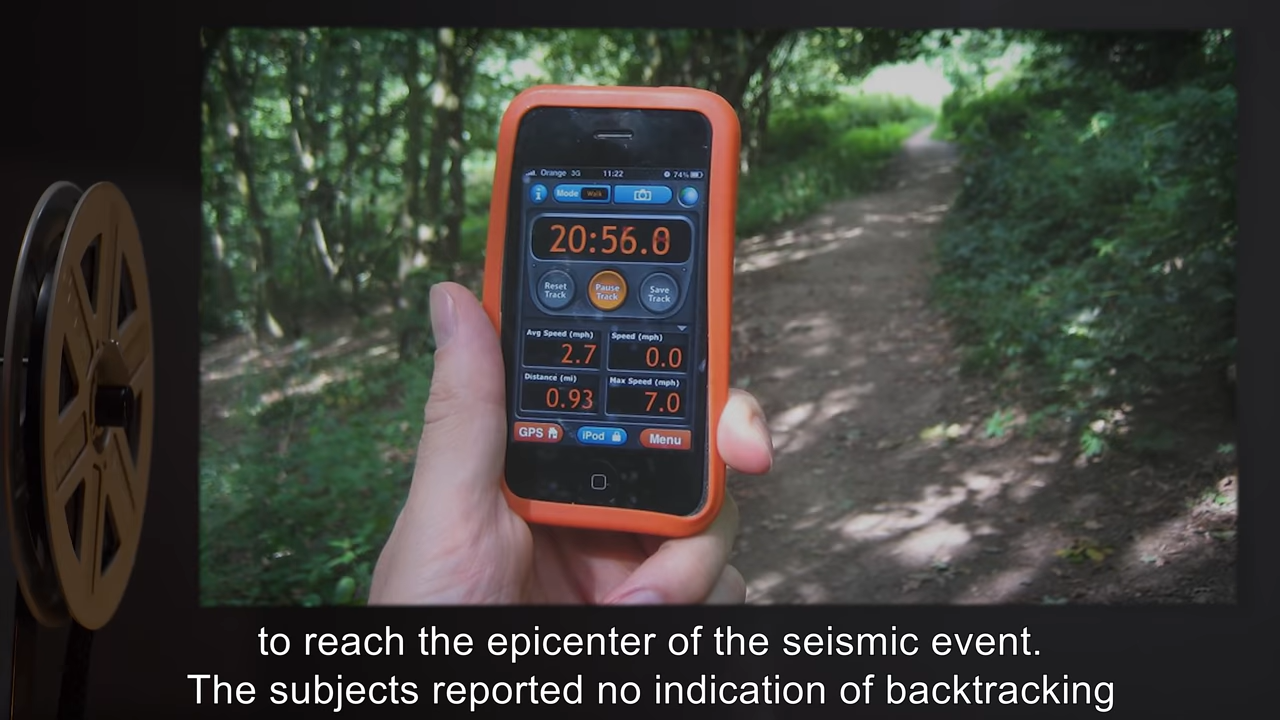 Orange 3G 11:22 74%
i Mode Walk
20:56.0
Reset Track Pause Track Save Track
Avg Speed (mph) Speed (mph)
2.7 0.0
Distance (mi) Max Speed (mph)
0.93 7.0
GPS iPod Menu
to reach the epicenter of the seismic event.
The subjects reported no indication of backtracking